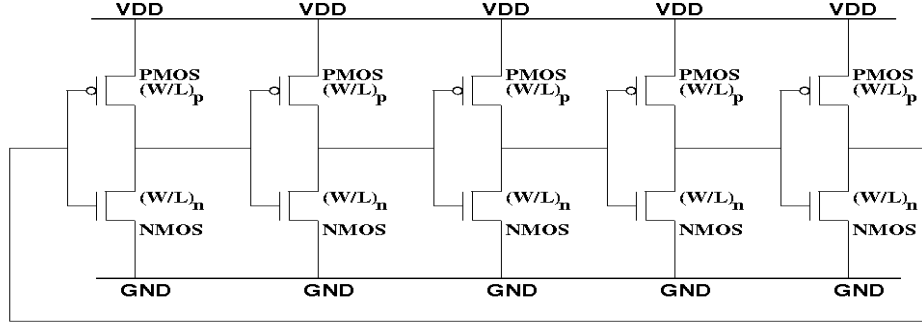 VDD VDD VDD VDD VDD
PMOS PMOS PMOS PMOS PMOS
(W/L)p (W/L)p (W/L)p (W/L)p (W/L)p
(W/L)n (W/L)n (W/L)n (W/L)n (W/L)n
NMOS NMOS NMOS NMOS NMOS
GND GND GND GND GND